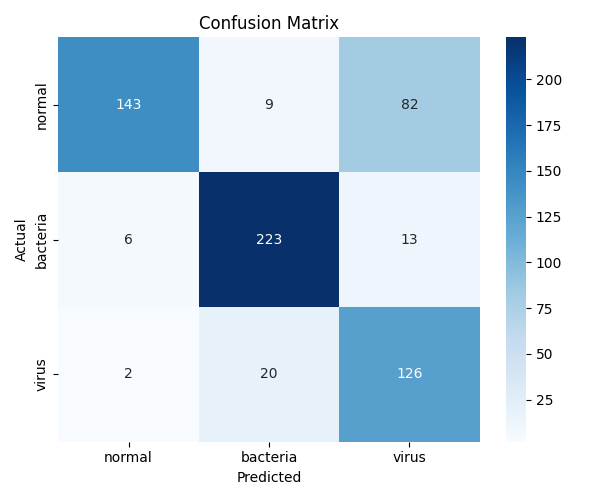 Confusion Matrix
Actual
normal
143 9 82
bacteria
6 223 13
virus
2 20 126
normal bacteria virus
Predicted
200
175
150
125
100
75
50
25